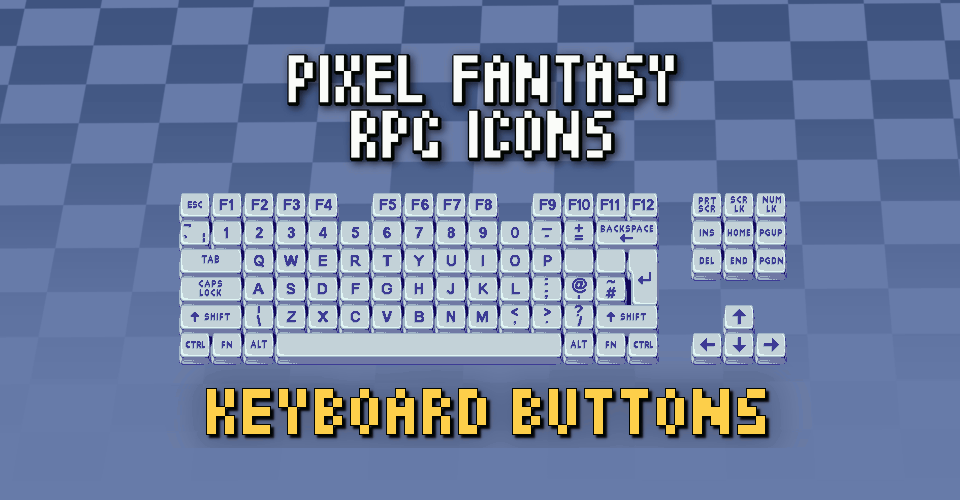 PIXEL FANTASY
RPG ICONS
ESC F1 F2 F3 F4 F5 F6 F7 F8 F9 F10 F11 F12 PRT SCR SCR LK NUM LK
1 2 3 4 5 6 7 8 9 0 - ± = BACKSPACE ← INS HOME PGUP
TAB Q W E R T Y U I O P ↵ DEL END PGDN
CAPS LOCK A S D F G H J K L : ; @ ' ~ #
↑ SHIFT \ Z X C V B N M < , > . ? / ↑ SHIFT ↑
CTRL FN ALT ALT FN CTRL ← ↓ →
KEYBOARD BUTTONS